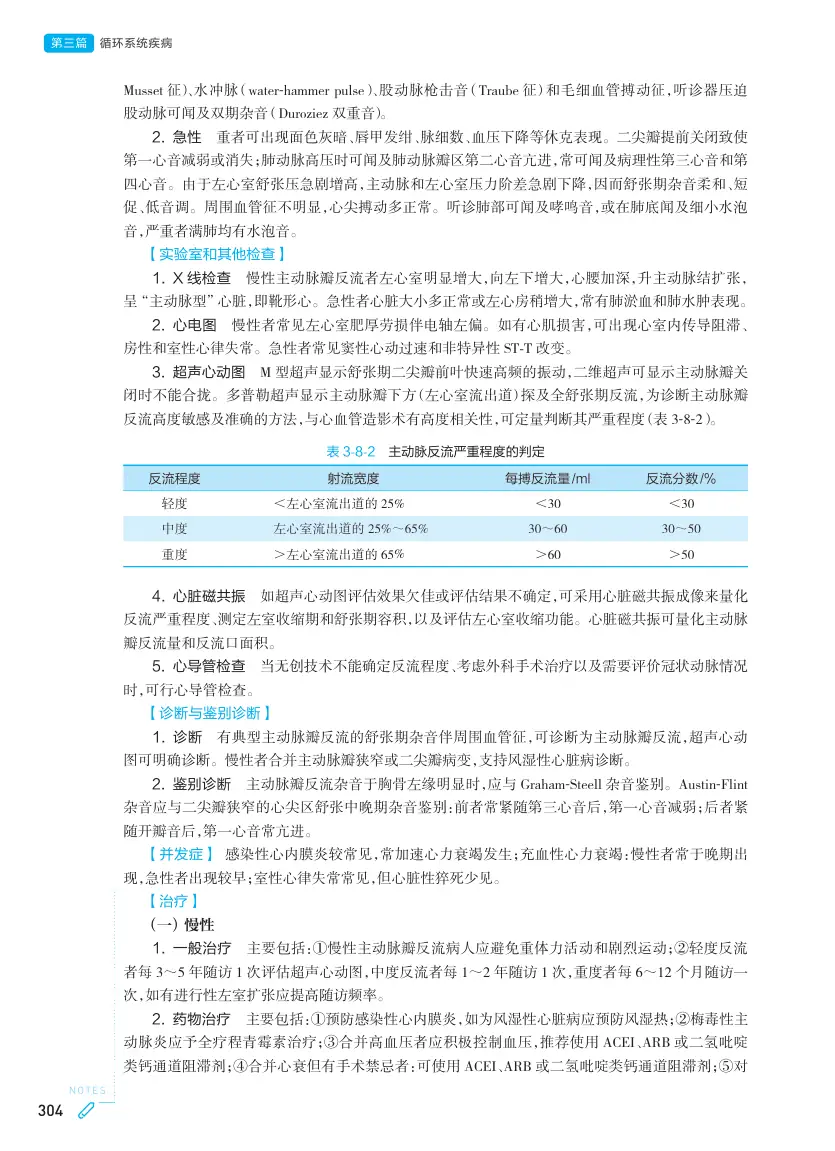 第三篇 循环系统疾病
Musset 征)、水冲脉(water-hammer pulse)、股动脉枪击音(Traube 征)和毛细血管搏动征,听诊器压迫
股动脉可闻及双期杂音(Duroziez 双重音)。
2. 急性 重者可出现面色灰暗、唇甲发绀、脉细数、血压下降等休克表现。二尖瓣提前关闭致使
第一心音减弱或消失;肺动脉高压时可闻及肺动脉瓣区第二心音亢进,常可闻及病理性第三心音和第
四心音。由于左心室舒张压急剧增高,主动脉和左心室压力阶差急剧下降,因而舒张期杂音柔和、短
促、低音调。周围血管征不明显,心尖搏动多正常。听诊肺部可闻及哮鸣音,或在肺底闻及细小水泡
音,严重者满肺均有水泡音。
【实验室和其他检查】
1. X 线检查 慢性主动脉瓣反流者左心室明显增大,向左下增大,心腰加深,升主动脉结扩张,
呈“主动脉型”心脏,即靴形心。急性者心脏大小多正常或左心房稍增大,常有肺淤血和肺水肿表现。
2. 心电图 慢性者常见左心室肥厚劳损伴电轴左偏。如有心肌损害,可出现心室内传导阻滞、
房性和室性心律失常。急性者常见窦性心动过速和非特异性 ST-T 改变。
3. 超声心动图 M 型超声显示舒张期二尖瓣前叶快速高频的振动,二维超声可显示主动脉瓣关
闭时不能合拢。多普勒超声显示主动脉瓣下方(左心室流出道)探及全舒张期反流,为诊断主动脉瓣
反流高度敏感及准确的方法,与心血管造影术有高度相关性,可定量判断其严重程度(表 3-8-2)。
表 3-8-2 主动脉反流严重程度的判定
反流程度 射流宽度 每搏反流量/ml 反流分数/%
轻度 <左心室流出道的 25% <30 <30
中度 左心室流出道的 25%~65% 30~60 30~50
重度 >左心室流出道的 65% >60 >50
4. 心脏磁共振 如超声心动图评估效果欠佳或评估结果不确定,可采用心脏磁共振成像来量化
反流严重程度、测定左室收缩期和舒张期容积,以及评估左心室收缩功能。心脏磁共振可量化主动脉
瓣反流量和反流口面积。
5. 心导管检查 当无创技术不能确定反流程度、考虑外科手术治疗以及需要评价冠状动脉情况
时,可行心导管检查。
【诊断与鉴别诊断】
1. 诊断 有典型主动脉瓣反流的舒张期杂音伴周围血管征,可诊断为主动脉瓣反流,超声心动
图可明确诊断。慢性者合并主动脉瓣狭窄或二尖瓣病变,支持风湿性心脏病诊断。
2. 鉴别诊断 主动脉瓣反流杂音于胸骨左缘明显时,应与 Graham-Steell 杂音鉴别。Austin-Flint
杂音应与二尖瓣狭窄的心尖区舒张中晚期杂音鉴别:前者常紧随第三心音后,第一心音减弱;后者紧
随开瓣音后,第一心音常亢进。
【并发症】 感染性心内膜炎较常见,常加速心力衰竭发生;充血性心力衰竭:慢性者常于晚期出
现,急性者出现较早;室性心律失常常见,但心脏性猝死少见。
【治疗】
(一)慢性
1. 一般治疗 主要包括:①慢性主动脉瓣反流病人应避免重体力活动和剧烈运动;②轻度反流
者每 3~5 年随访 1 次评估超声心动图,中度反流者每 1~2 年随访 1 次,重度者每 6~12 个月随访一
次,如有进行性左室扩张应提高随访频率。
2. 药物治疗 主要包括:①预防感染性心内膜炎,如为风湿性心脏病应预防风湿热;②梅毒性主
动脉炎应予全疗程青霉素治疗;③合并高血压者应积极控制血压,推荐使用 ACEI、ARB 或二氢吡啶
类钙通道阻滞剂;④合并心衰但有手术禁忌者:可使用 ACEI、ARB 或二氢吡啶类钙通道阻滞剂;⑤对
NOTES
304